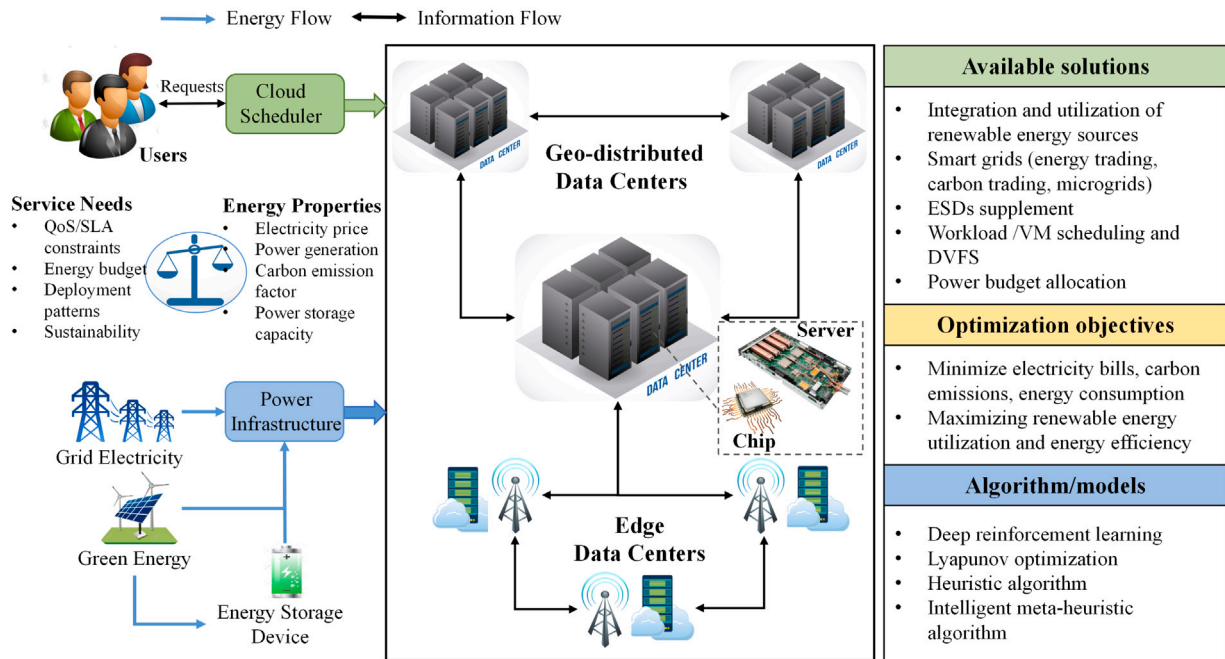 Energy Flow
Information Flow
Requests
Users
Cloud
Scheduler
Service Needs
• QoS/SLA
constraints
• Energy budget
• Deployment
patterns
• Sustainability
Energy Properties
• Electricity price
• Power generation
• Carbon emission
factor
• Power storage
capacity
Grid Electricity
Power
Infrastructure
Green Energy
Energy Storage
Device
DATA CENTER
DATA CENTER
Geo-distributed
Data Centers
DATA CENTER
Server
Chip
Edge
Data Centers
Available solutions
• Integration and utilization of
renewable energy sources
• Smart grids (energy trading,
carbon trading, microgrids)
• ESDs supplement
• Workload /VM scheduling and
DVFS
• Power budget allocation
Optimization objectives
• Minimize electricity bills, carbon
emissions, energy consumption
• Maximizing renewable energy
utilization and energy efficiency
Algorithm/models
• Deep reinforcement learning
• Lyapunov optimization
• Heuristic algorithm
• Intelligent meta-heuristic
algorithm